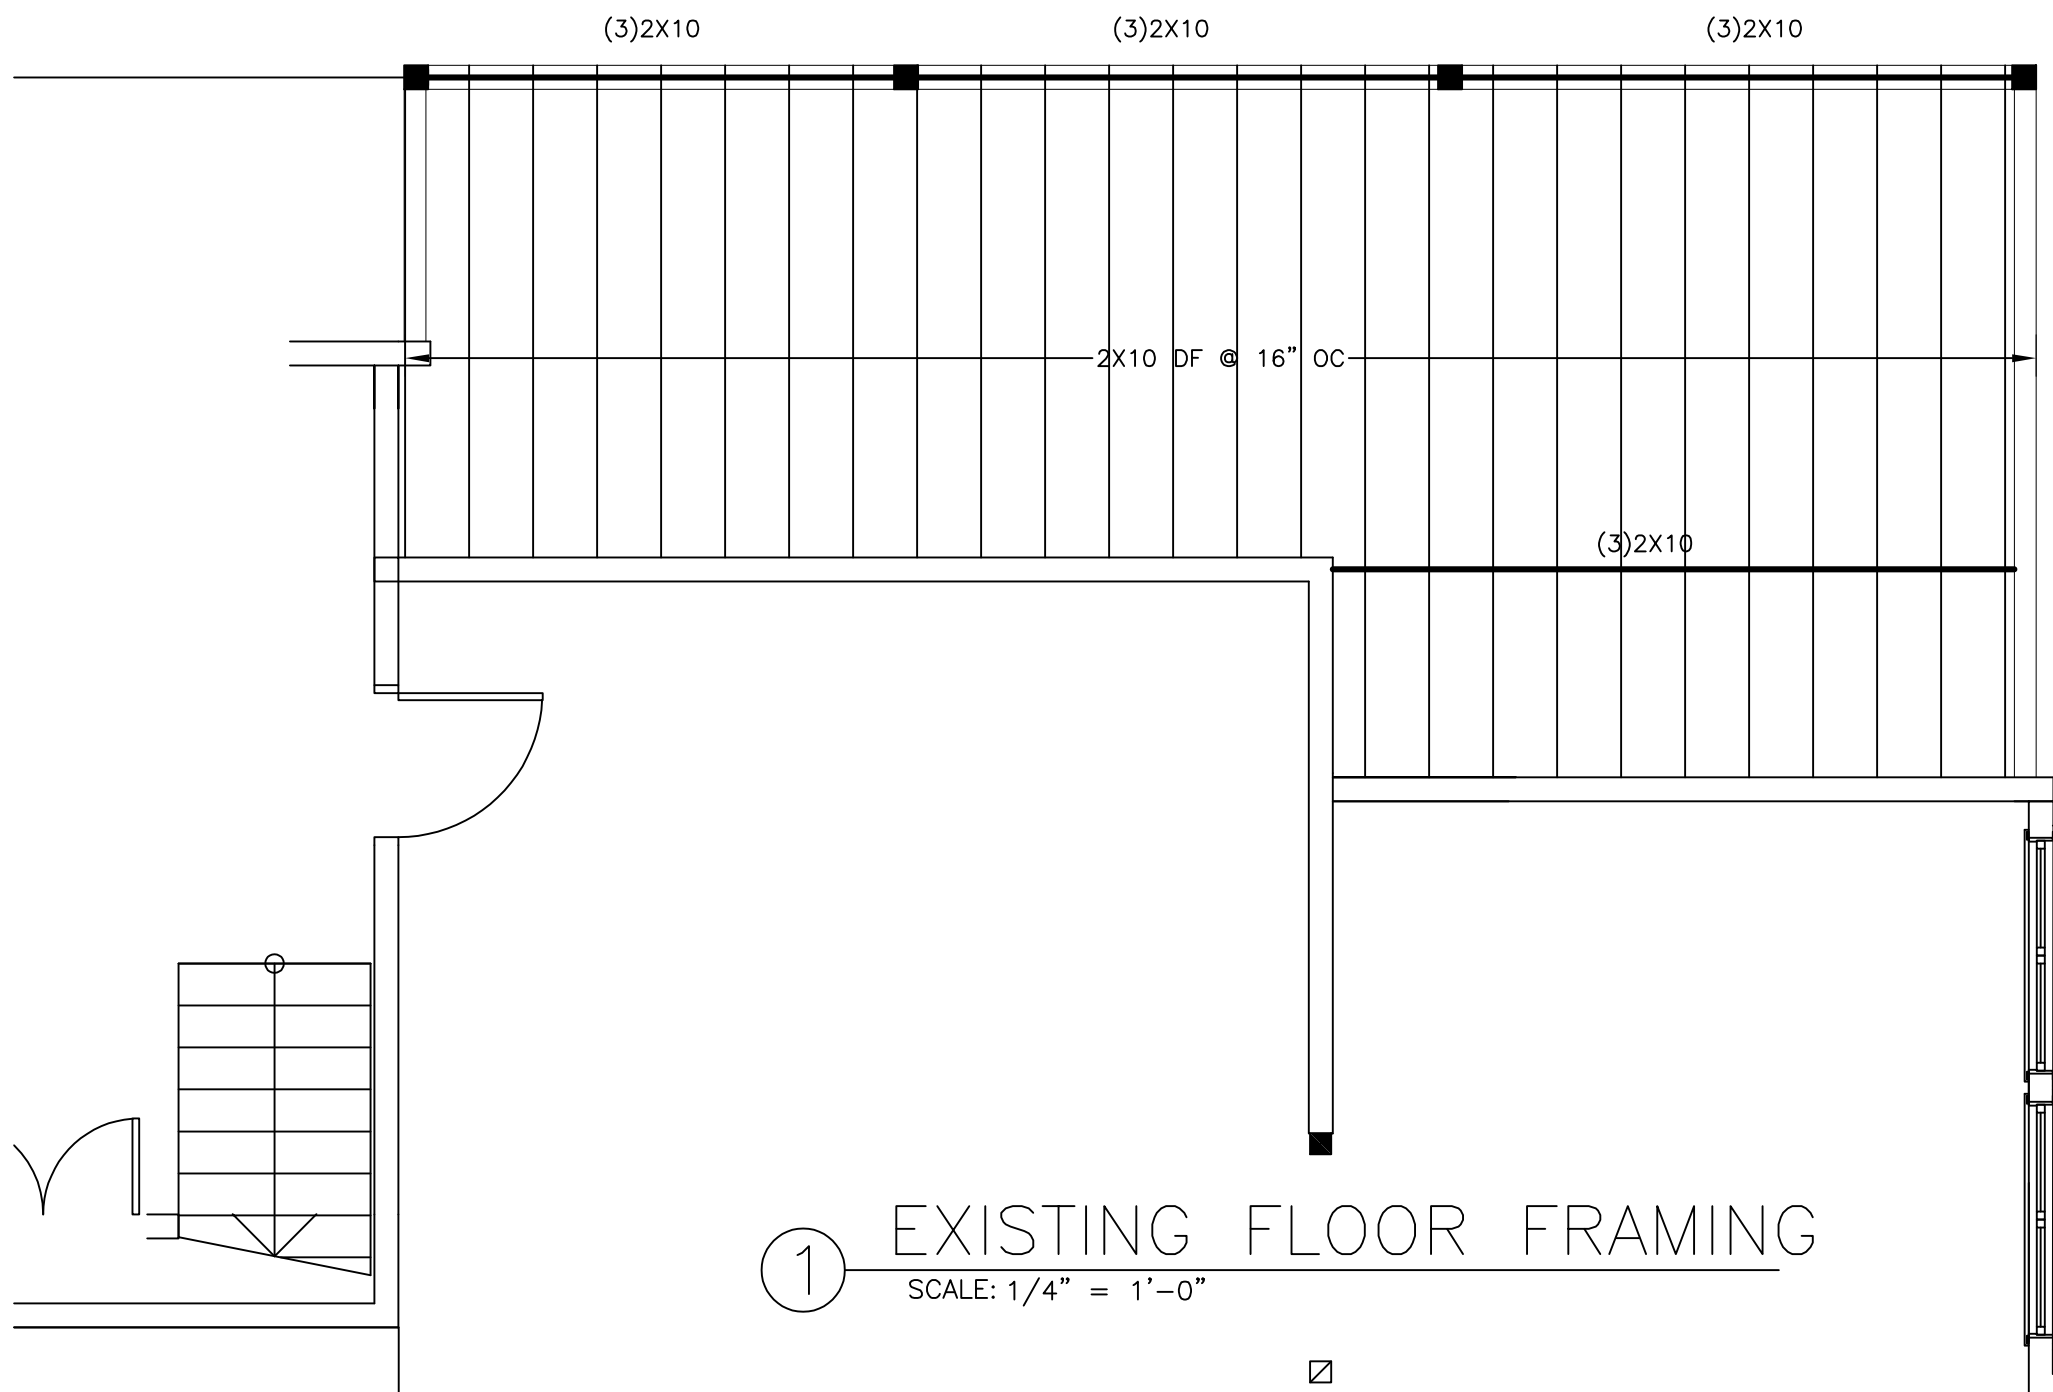 (3)2X10
(3)2X10
(3)2X10
2X10 DF @ 16" OC
(3)2X10
1
EXISTING FLOOR FRAMING
SCALE: 1/4" = 1'-0"